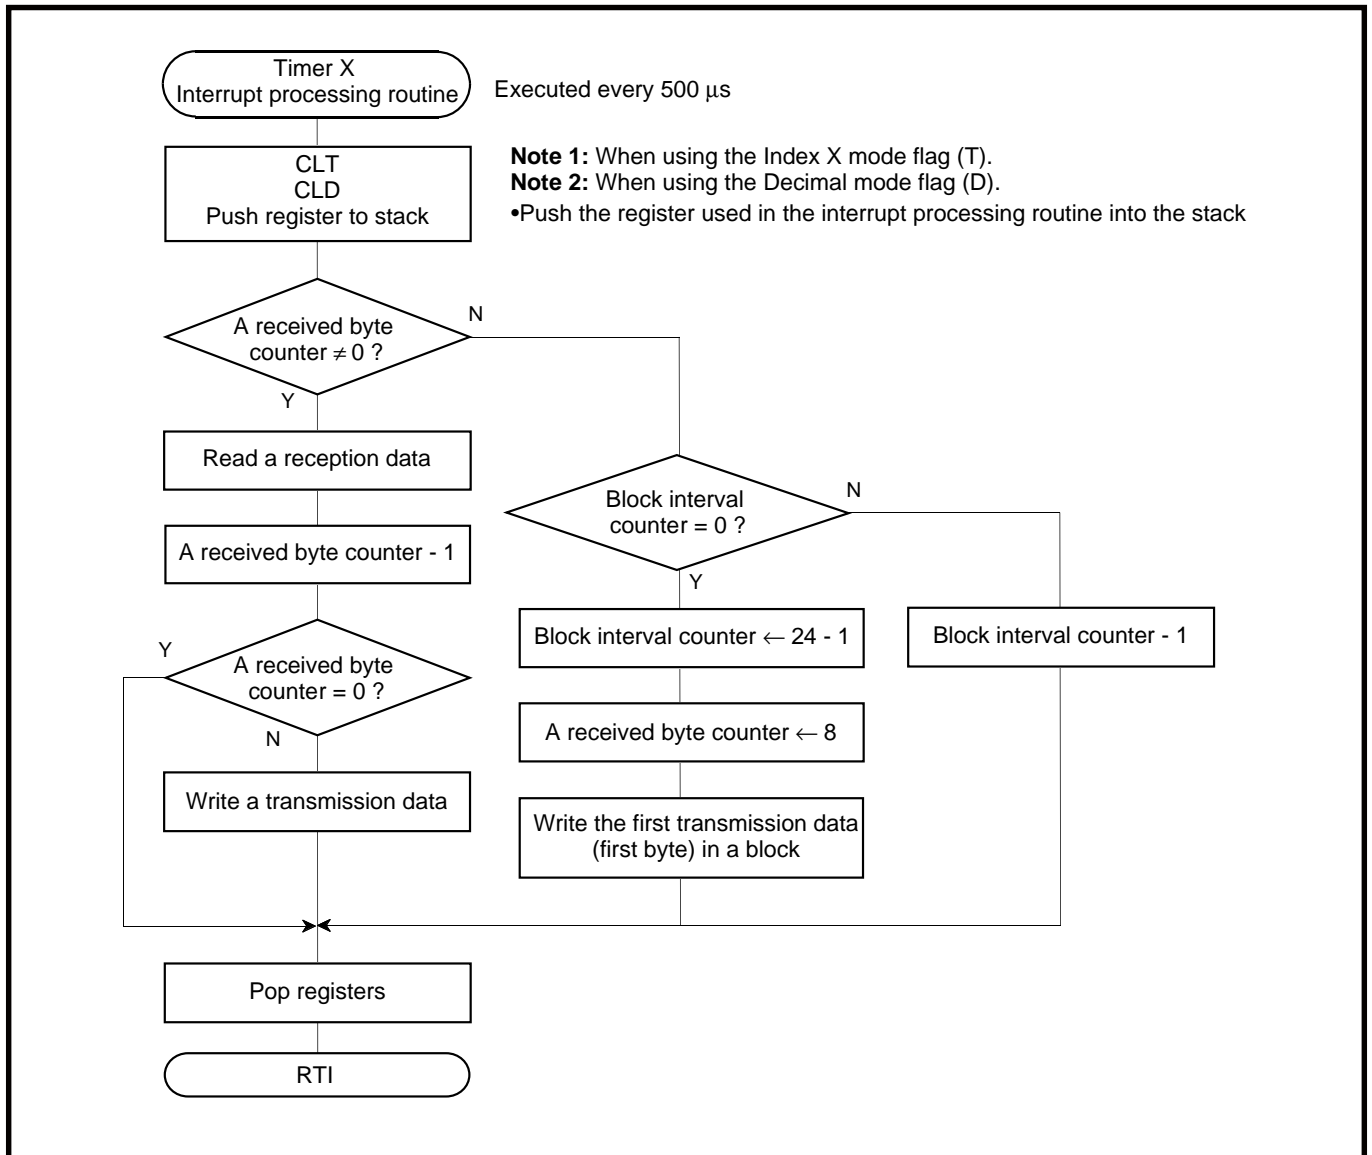 Timer X
Interrupt processing routine
Executed every 500 μs
CLT
CLD
Push register to stack
Note 1: When using the Index X mode flag (T).
Note 2: When using the Decimal mode flag (D).
•Push the register used in the interrupt processing routine into the stack
A received byte
counter ≠ 0 ?
N
Y
Read a reception data
Block interval
counter = 0 ?
N
Y
A received byte counter - 1
A received byte
counter = 0 ?
Y
N
Block interval counter ← 24 - 1
Block interval counter - 1
A received byte counter ← 8
Write a transmission data
Write the first transmission data
(first byte) in a block
Pop registers
RTI